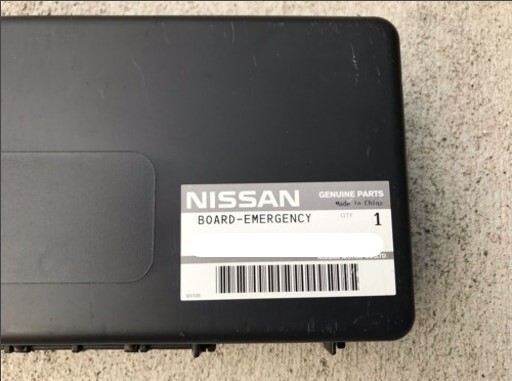 NISSAN GENUINE PARTS
Made in China
BOARD-EMERGENCY QTY 1